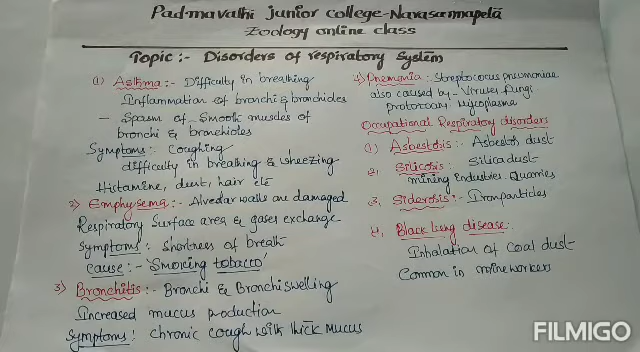 Padmavathi Junior college-Narasannapeta
Zoology online class
Topic :- Disorders of respiratory System
1) Asthma :- Difficulty in breathing
Inflammation of bronchi & bronchioles
- Spasm of Smooth muscles of
bronchi & bronchioles
Symptoms :- Coughing
difficulty in breathing & wheezing
Histamine, dust, hair etc
2) Emphysema :- Alveolar walls are damaged
Respiratory Surface area & gases exchange
Symptoms : Shortness of breath
cause :- 'Smoking tobacco'
3) Bronchitis :- Bronchi & Bronchi swelling
Increased mucus production
Symptoms : chronic cough with thick mucus
4) Pnemonia :- Streptococus pneumoniae
also caused by - Viruses, fungi
protozoan, Mycoplasma
Occupational Respiratory disorders
1) Asbestosis : Asbestos dust
2, Silicosis : Silica dust
mining Industries Quarries
3, Siderosis : Iron particles
4, Black Lung disease :
Inhalation of Coal dust
Common in mine workers
FILMIGO